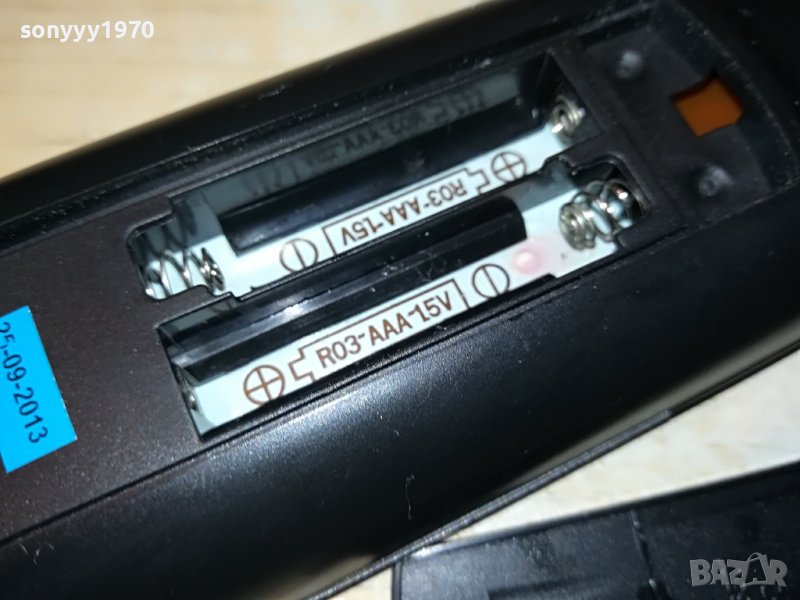 sonyyy1970
R03-AAA-1.5V
R03-AAA-1.5V
25-09-2013
BAZAR